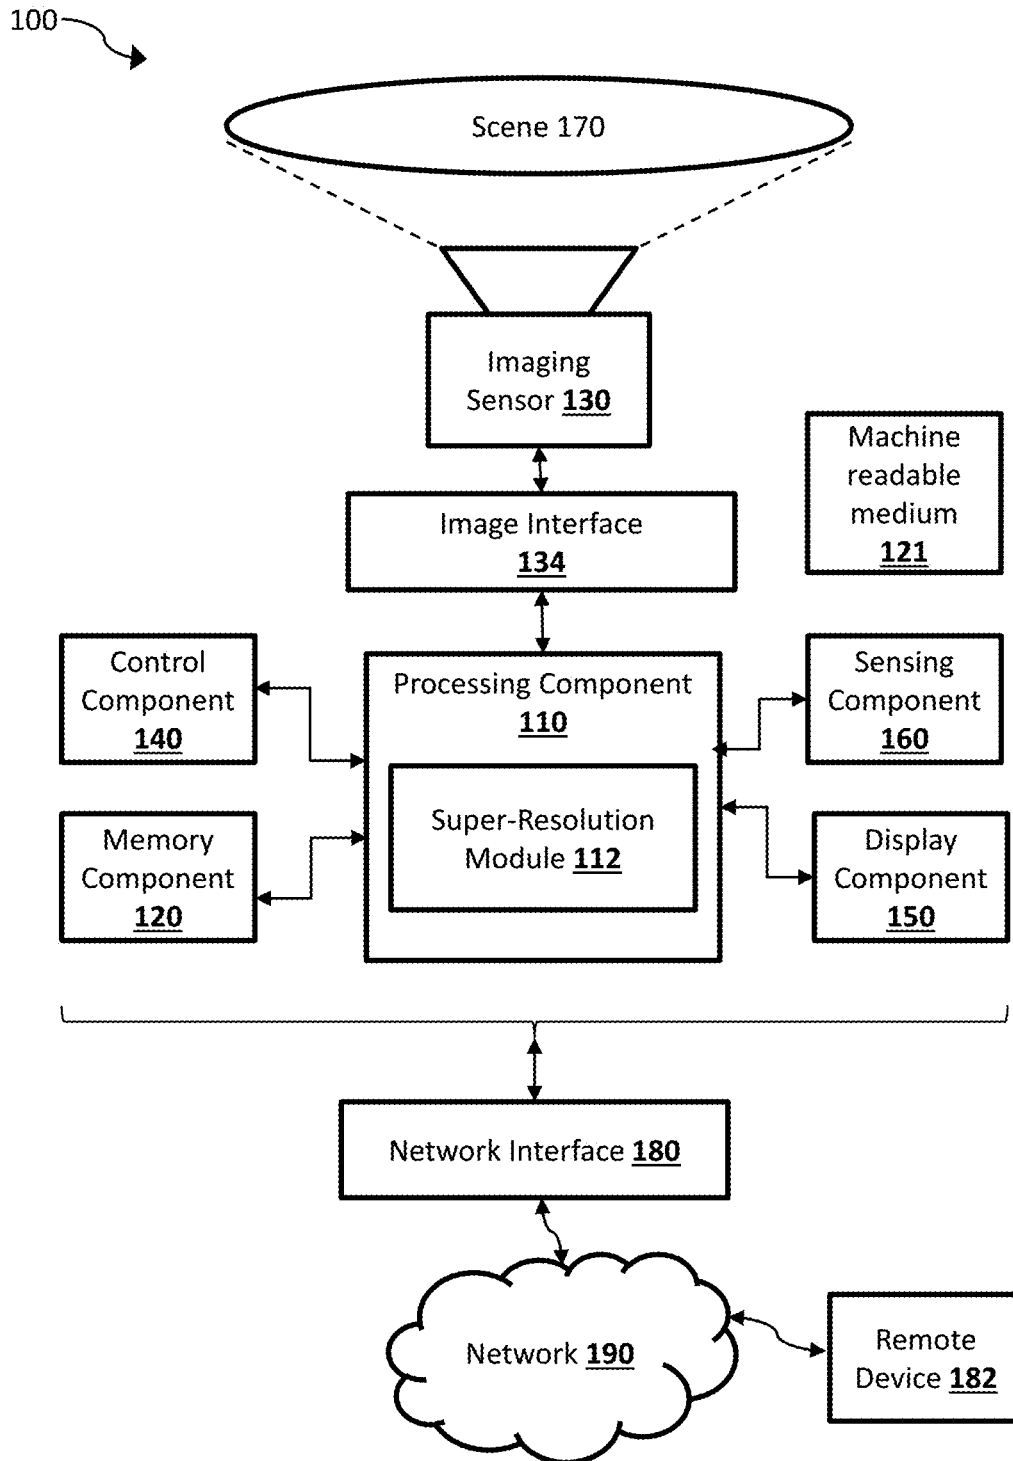 100
Scene 170
Imaging
Sensor 130
Machine
readable
medium
121
Image Interface
134
Control
Component
140
Processing Component
110
Sensing
Component
160
Super-Resolution
Module 112
Memory
Component
120
Display
Component
150
Network Interface 180
Network 190
Remote
Device 182